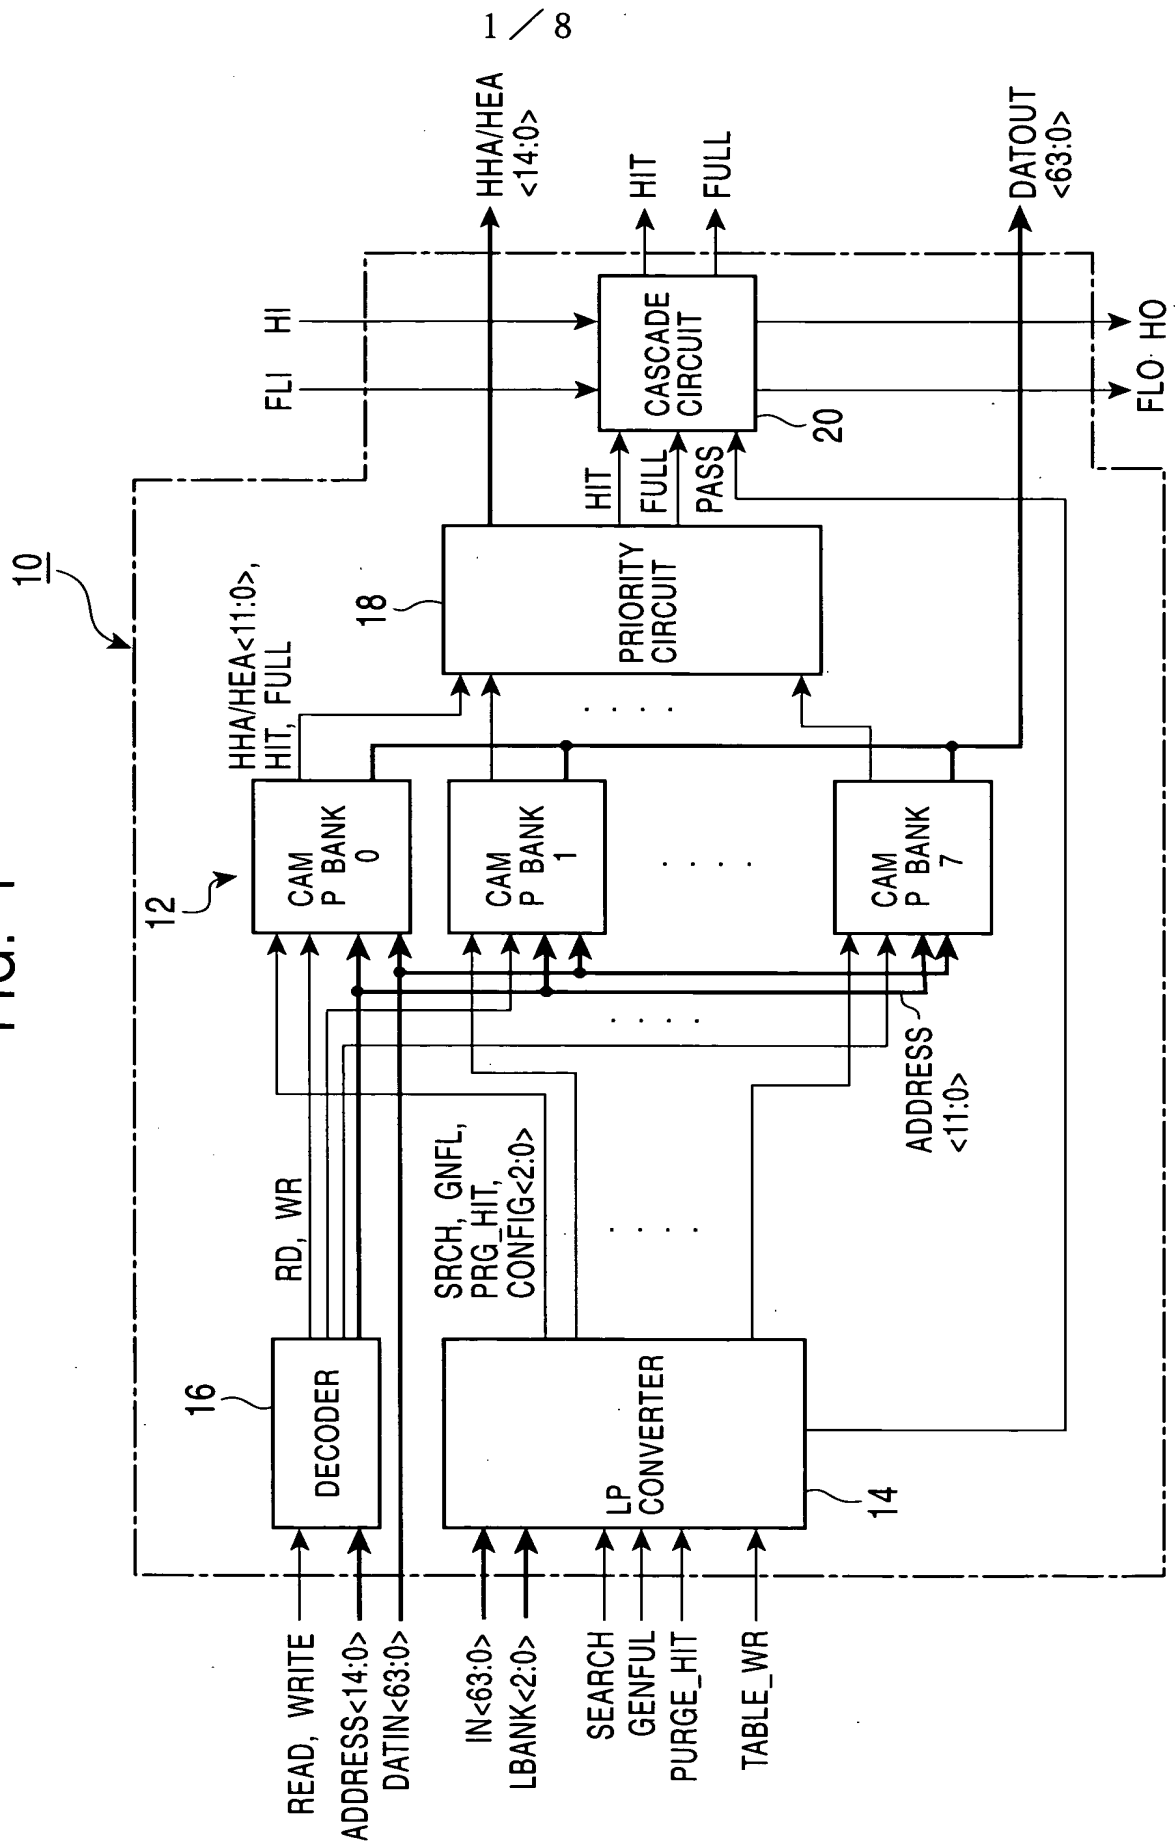 1／8
FIG. 1
10
12
HHA/HEA<11:0>,
HIT, FULL
FLI
HI
HHA/HEA
<14:0>
HIT
FULL
DATOUT
<63:0>
16
DECODER
RD, WR
CAM
P BANK
0
CAM
P BANK
1
CAM
P BANK
7
18
PRIORITY
CIRCUIT
HIT
FULL
PASS
CASCADE
CIRCUIT
20
FLO
HO
SRCH, GNFL,
PRG_HIT,
CONFIG<2:0>
ADDRESS
<11:0>
LP
CONVERTER
14
READ, WRITE
ADDRESS<14:0>
DATIN<63:0>
IN<63:0>
LBANK<2:0>
SEARCH
GENFUL
PURGE_HIT
TABLE_WR